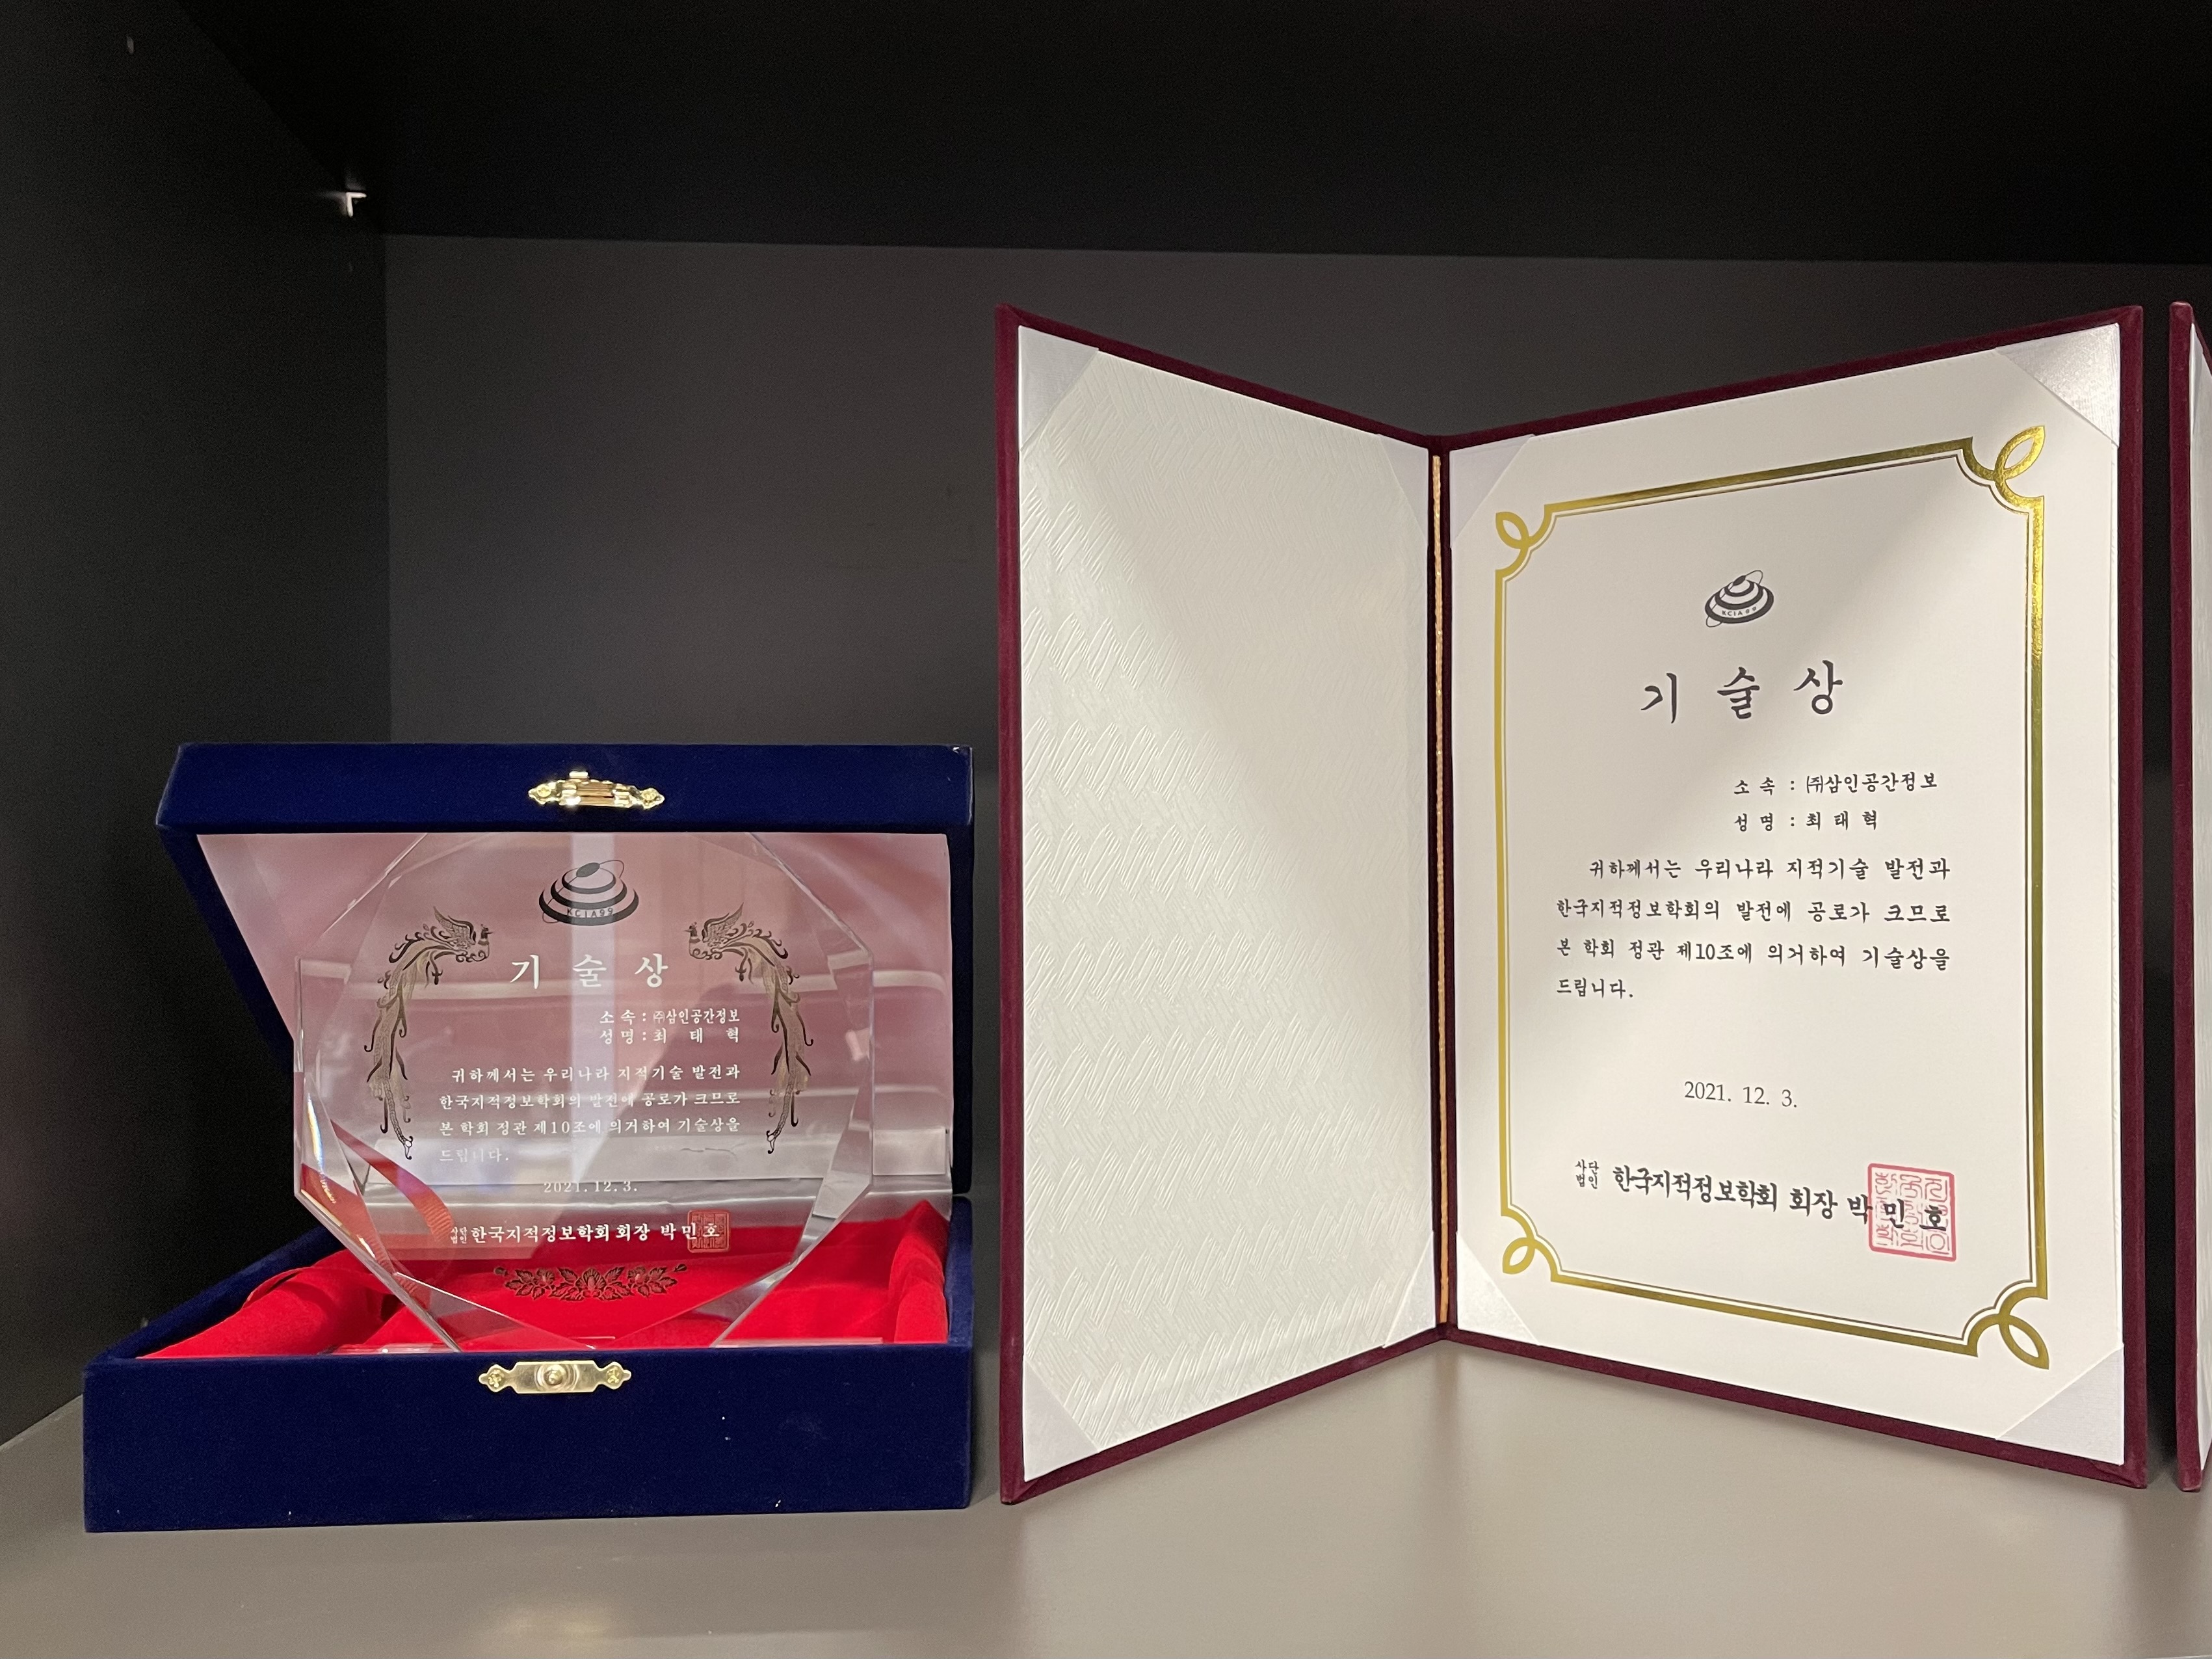 KCIA99
기 술 상
소 속 : ㈜삼인공간정보
성 명 : 최 태 혁
귀하께서는 우리나라 지적기술 발전과
한국지적정보학회의 발전에 공로가 크므로
본 학회 정관 제10조에 의거하여 기술상을
드립니다.
2021. 12. 3.
사단
법인 한국지적정보학회 회장 박 민 호
KCIA99
기 술 상
소 속 : ㈜삼인공간정보
성 명 : 최 태 혁
귀하께서는 우리나라 지적기술 발전과
한국지적정보학회의 발전에 공로가 크므로
본 학회 정관 제10조에 의거하여 기술상을
드립니다.
2021. 12. 3.
사단
법인 한국지적정보학회 회장 박 민 호